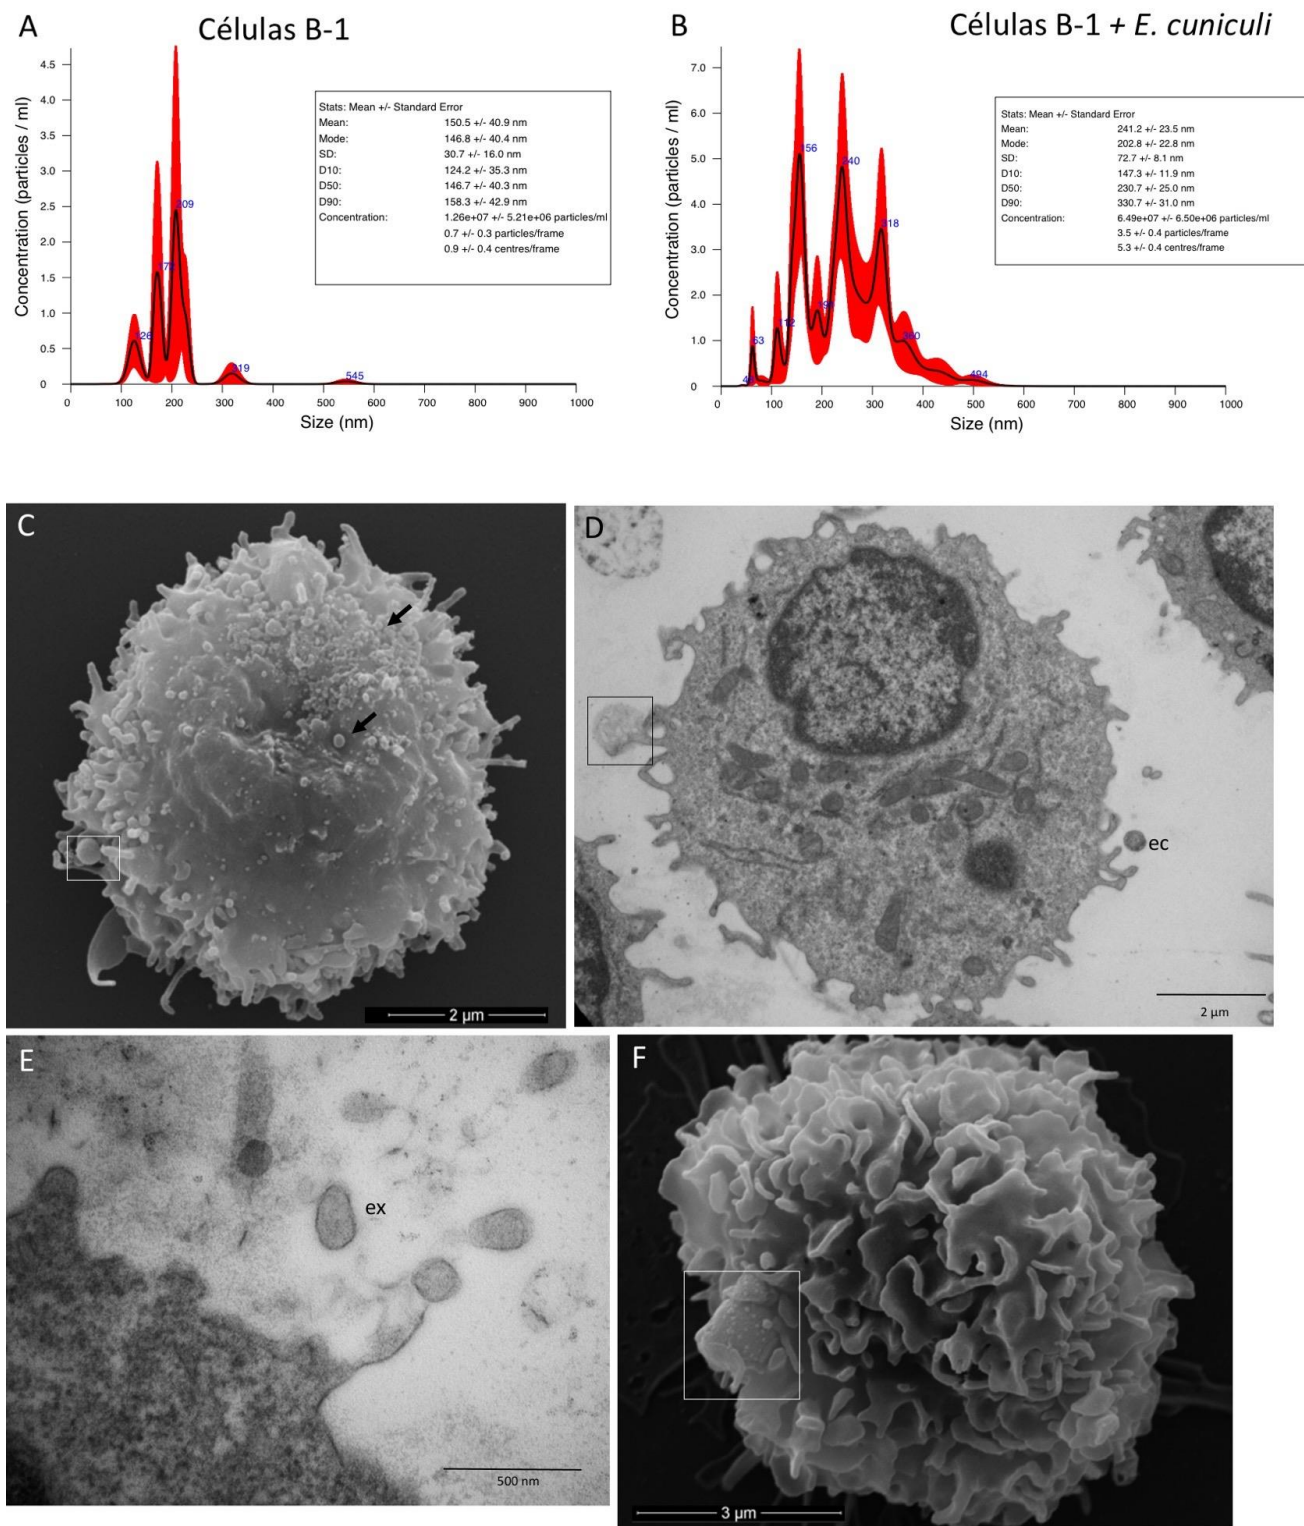 A
Células B-1
Concentration (particles / ml)
4.5
4.0
3.5
3.0
2.5
2.0
1.5
1.0
0.5
0
126
209
319
545
0 100 200 300 400 500 600 700 800 900 1000
Size (nm)
Stats: Mean +/- Standard Error
Mean: 150.5 +/- 40.9 nm
Mode: 146.8 +/- 40.4 nm
SD: 30.7 +/- 16.0 nm
D10: 124.2 +/- 35.3 nm
D50: 146.7 +/- 40.3 nm
D90: 158.3 +/- 42.9 nm
Concentration: 1.26e+07 +/- 5.21e+06 particles/ml
0.7 +/- 0.3 particles/frame
0.9 +/- 0.4 centres/frame
B
Células B-1 + E. cuniculi
Concentration (particles / ml)
7.0
6.0
5.0
4.0
3.0
2.0
1.0
0
63
112
156
240
318
360
494
0 100 200 300 400 500 600 700 800 900 1000
Size (nm)
Stats: Mean +/- Standard Error
Mean: 241.2 +/- 23.5 nm
Mode: 202.8 +/- 22.8 nm
SD: 72.7 +/- 8.1 nm
D10: 147.3 +/- 11.9 nm
D50: 230.7 +/- 25.0 nm
D90: 330.7 +/- 31.0 nm
Concentration: 6.49e+07 +/- 6.50e+06 particles/ml
3.5 +/- 0.4 particles/frame
5.3 +/- 0.4 centres/frame
C
2 µm
D
ec
2 µm
E
ex
500 nm
F
3 µm